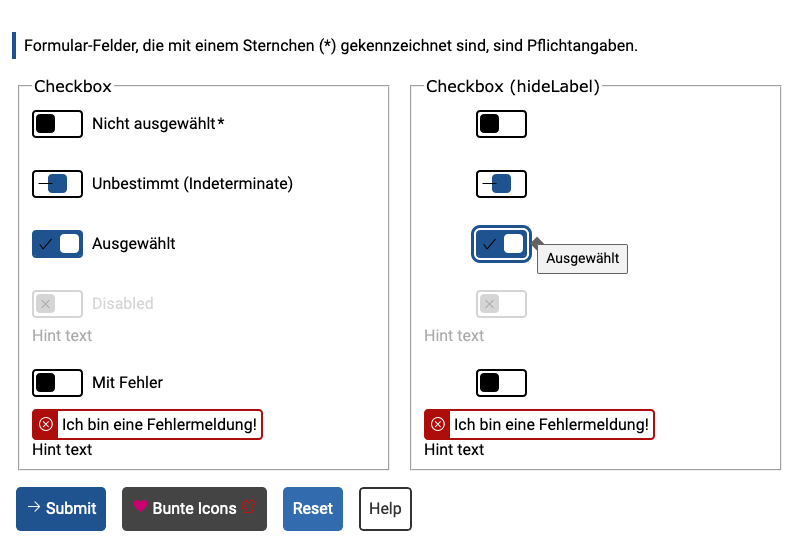 Formular-Felder, die mit einem Sternchen (*) gekennzeichnet sind, sind Pflichtangaben.
Checkbox
Nicht ausgewählt*
Unbestimmt (Indeterminate)
Ausgewählt
Disabled
Hint text
Mit Fehler
Ich bin eine Fehlermeldung!
Hint text
Checkbox (hideLabel)
Ausgewählt
Hint text
Ich bin eine Fehlermeldung!
Hint text
Submit
Bunte Icons
Reset
Help